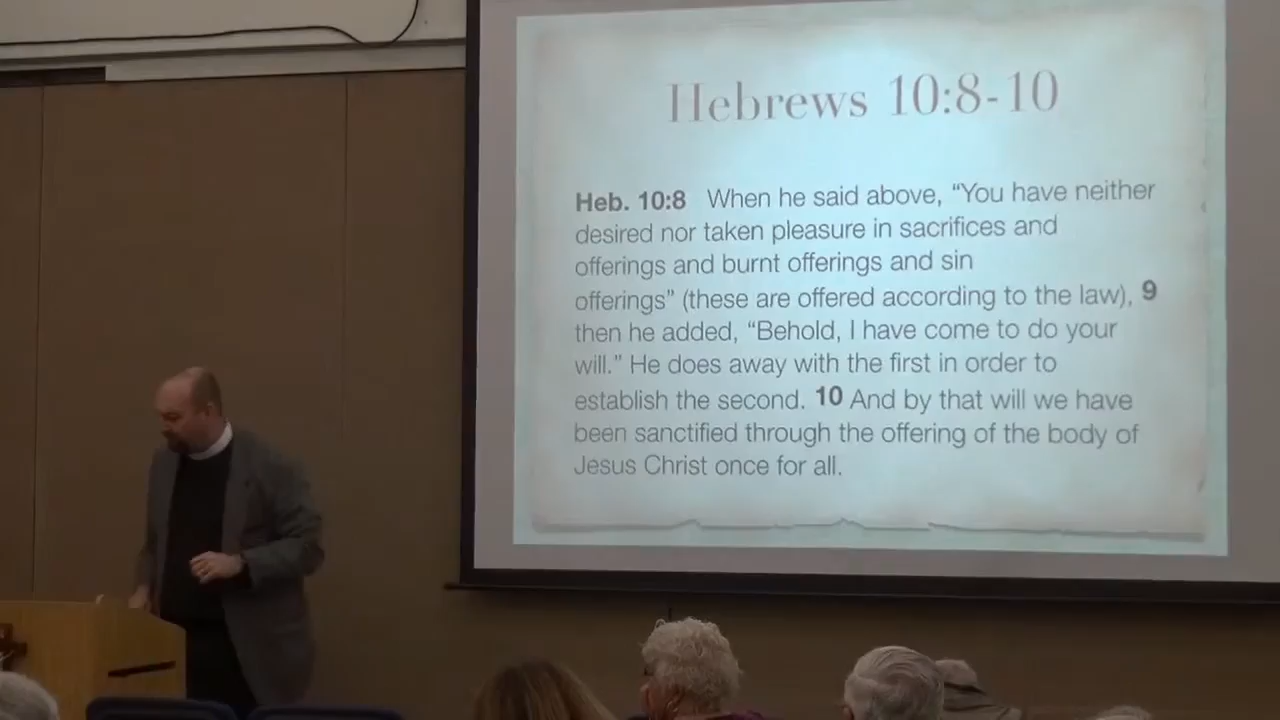 Hebrews 10:8-10
Heb. 10:8 When he said above, “You have neither
desired nor taken pleasure in sacrifices and
offerings and burnt offerings and sin
offerings” (these are offered according to the law), 9
then he added, “Behold, I have come to do your
will.” He does away with the first in order to
establish the second. 10 And by that will we have
been sanctified through the offering of the body of
Jesus Christ once for all.